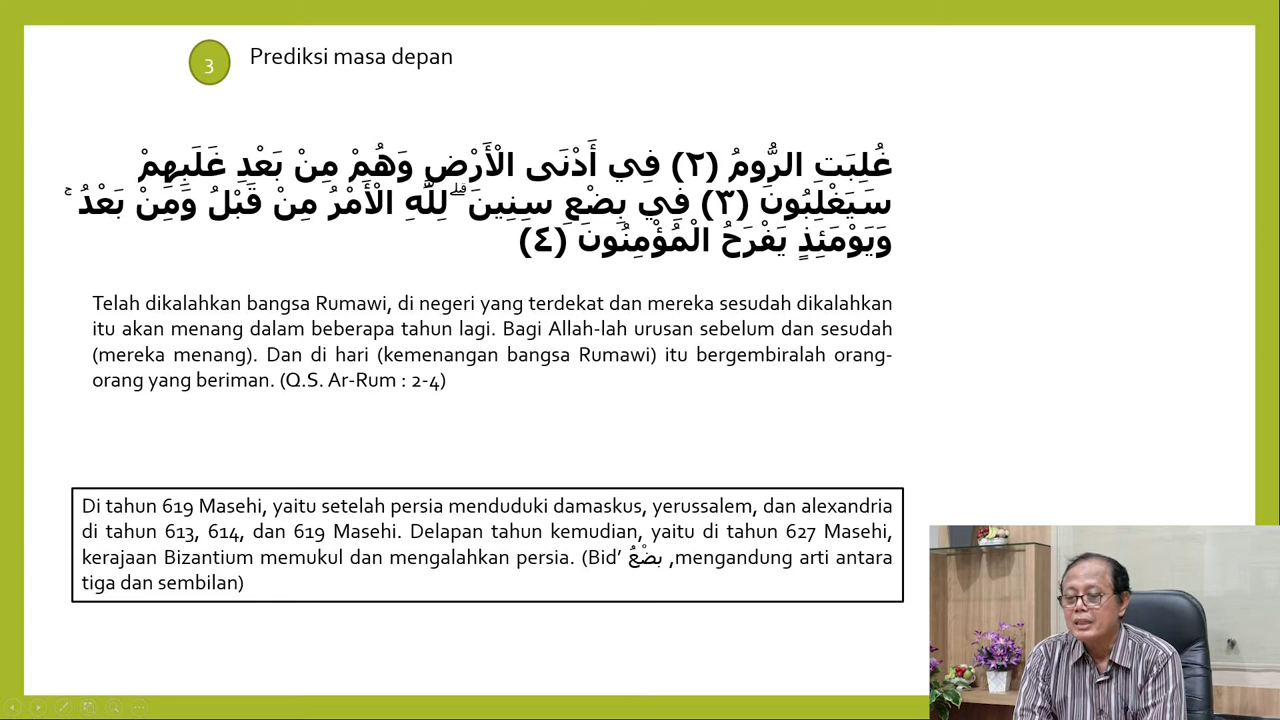 3 Prediksi masa depan
غُلِبَتِ الرُّومُ (٢) فِي أَدْنَى الْأَرْضِ وَهُمْ مِنْ بَعْدِ غَلَبِهِمْ
سَيَغْلِبُونَ (٣) فِي بِضْعِ سِنِينَ ۗ لِلَّهِ الْأَمْرُ مِنْ قَبْلُ وَمِنْ بَعْدُ ۚ
وَيَوْمَئِذٍ يَفْرَحُ الْمُؤْمِنُونَ (٤)
Telah dikalahkan bangsa Rumawi, di negeri yang terdekat dan mereka sesudah dikalahkan
itu akan menang dalam beberapa tahun lagi. Bagi Allah-lah urusan sebelum dan sesudah
(mereka menang). Dan di hari (kemenangan bangsa Rumawi) itu bergembiralah orang-
orang yang beriman. (Q.S. Ar-Rum : 2-4)
Di tahun 619 Masehi, yaitu setelah persia menduduki damaskus, yerussalem, dan alexandria
di tahun 613, 614, dan 619 Masehi. Delapan tahun kemudian, yaitu di tahun 627 Masehi,
kerajaan Bizantium memukul dan mengalahkan persia. (Bid’ بضْعُ ,mengandung arti antara
tiga dan sembilan)